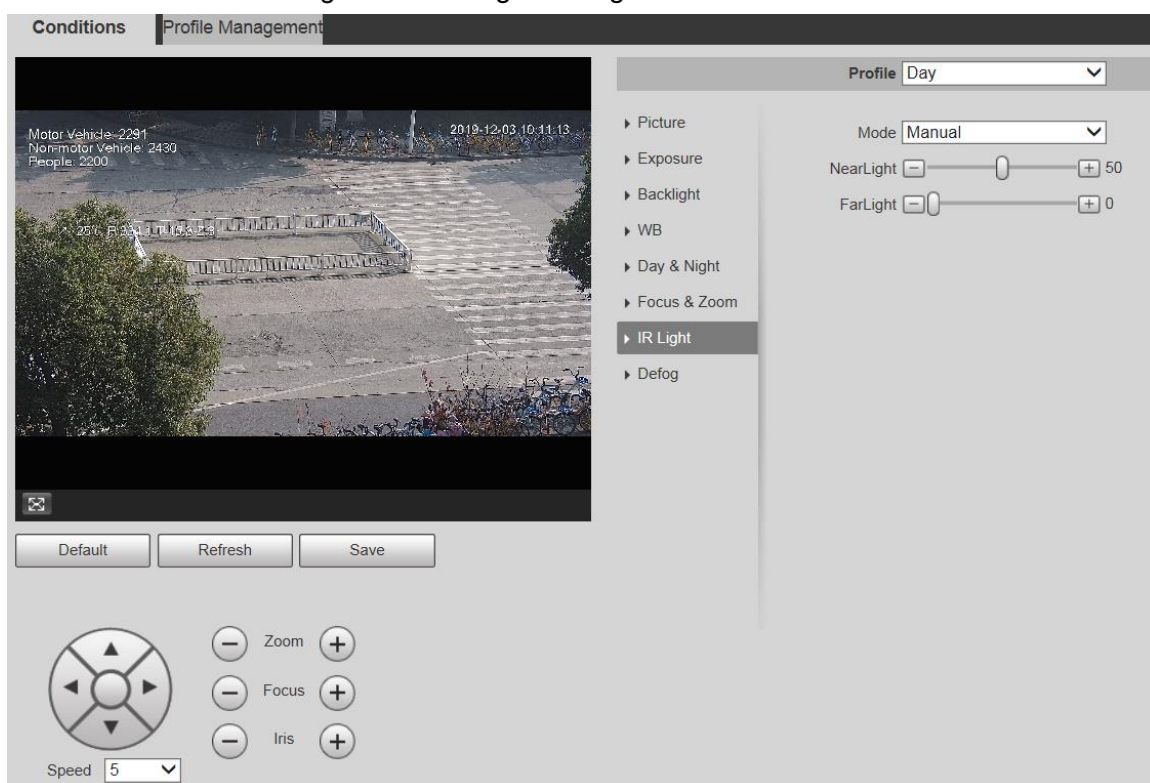 Conditions Profile Management
Profile Day
Motor Vehicle: 2291 2019-12-03 10:11:13
Non-motor Vehicle: 2430
People: 2200
25℃
Picture
Exposure
Backlight
WB
Day & Night
Focus & Zoom
IR Light
Defog
Mode Manual
NearLight 50
FarLight 0
Default Refresh Save
Zoom
Focus
Iris
Speed 5